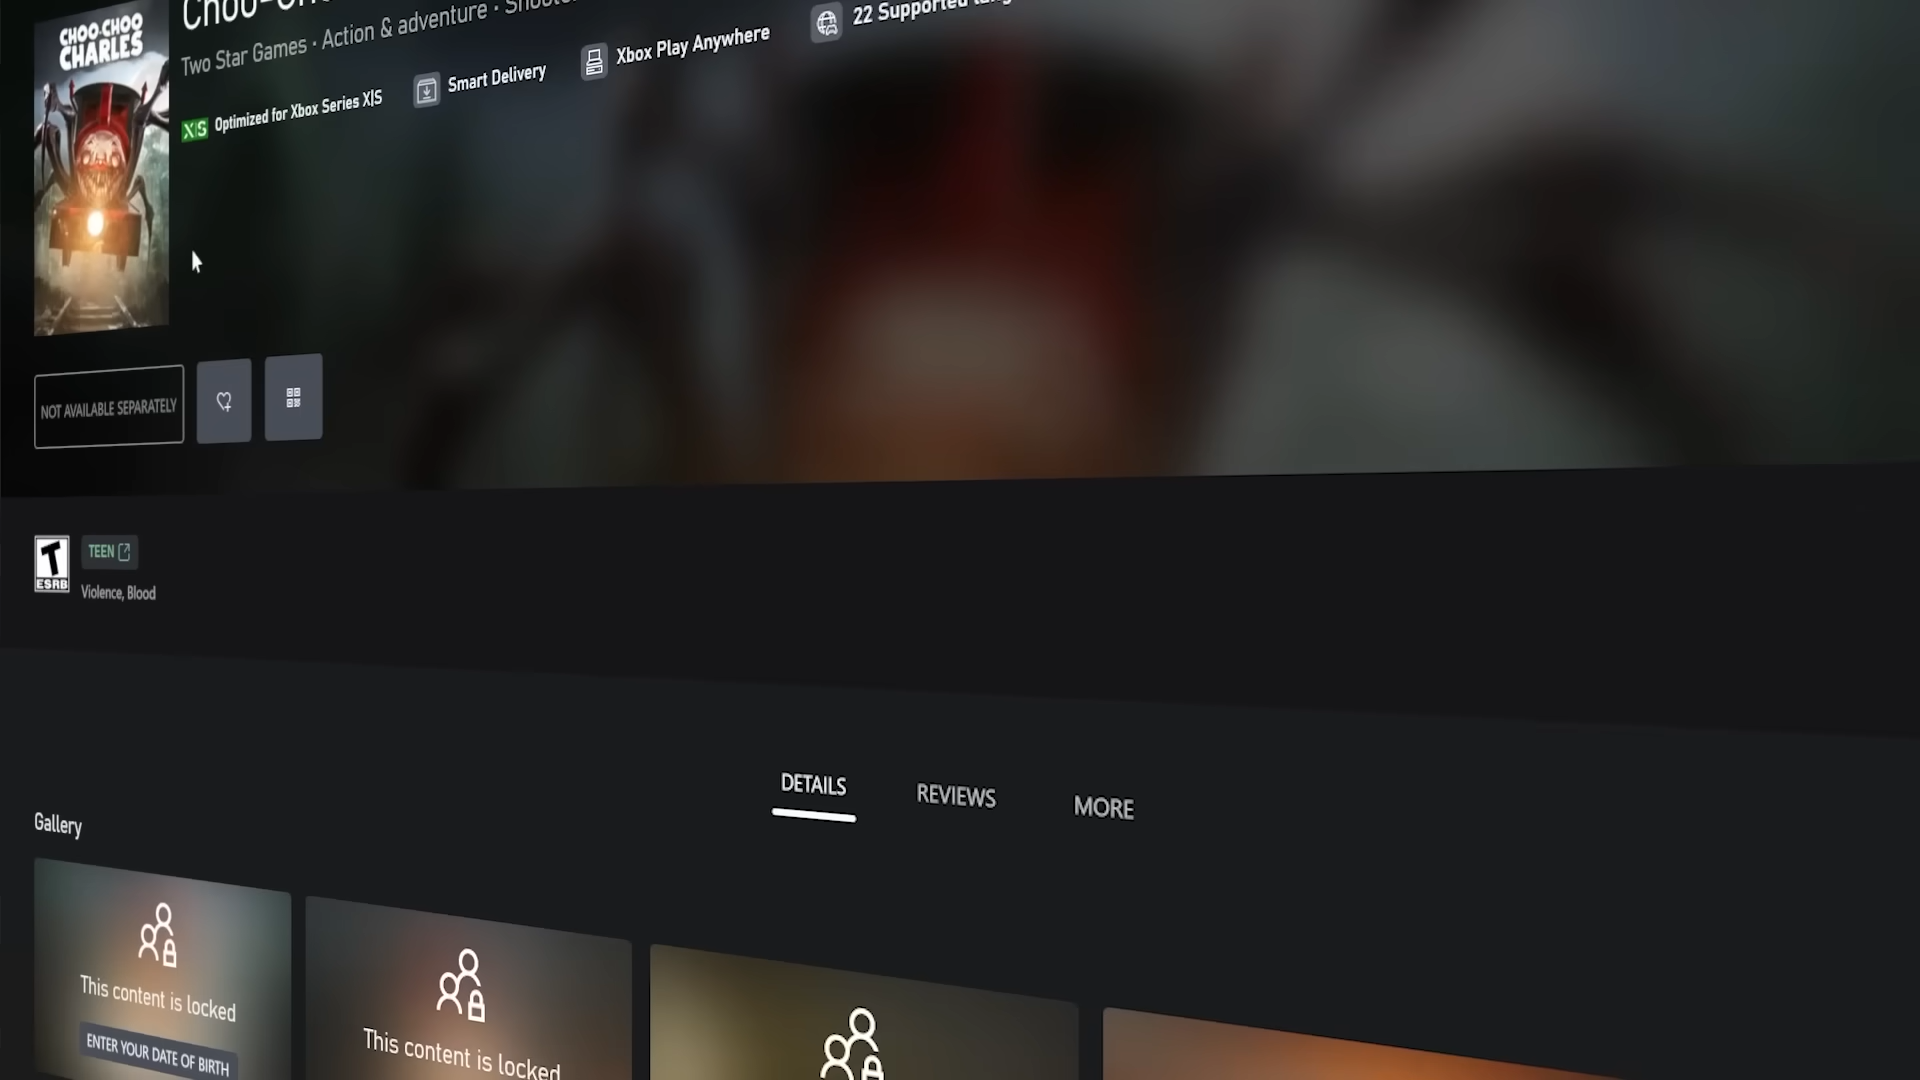 CHOO-CHOO
CHARLES
Two Star Games · Action & adventure ·
XS Optimized for Xbox Series X|S
Smart Delivery
Xbox Play Anywhere
22 Supported
NOT AVAILABLE SEPARATELY
T
ESRB
TEEN
Violence, Blood
DETAILS
REVIEWS
MORE
Gallery
This content is locked
ENTER YOUR DATE OF BIRTH
This content is locked